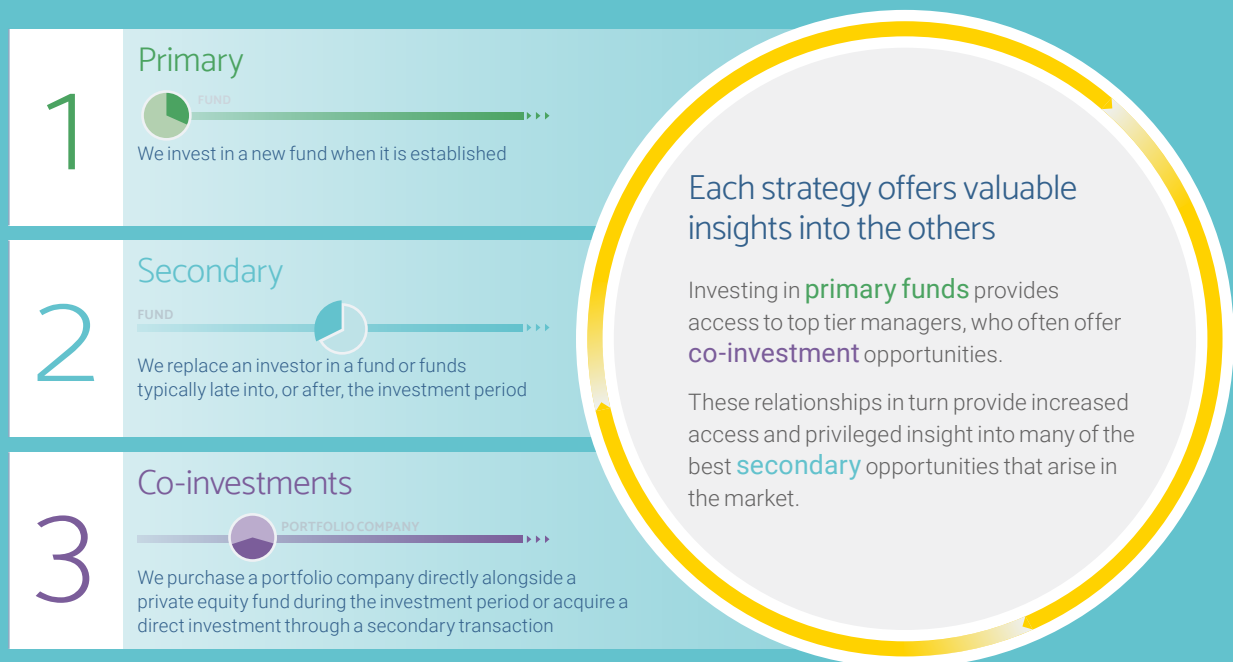 1
Primary
FUND
We invest in a new fund when it is established
2
Secondary
FUND
We replace an investor in a fund or funds
typically late into, or after, the investment period
3
Co-investments
PORTFOLIO COMPANY
We purchase a portfolio company directly alongside a
private equity fund during the investment period or acquire a
direct investment through a secondary transaction
Each strategy offers valuable
insights into the others
Investing in primary funds provides
access to top tier managers, who often offer
co-investment opportunities.
These relationships in turn provide increased
access and privileged insight into many of the
best secondary opportunities that arise in
the market.